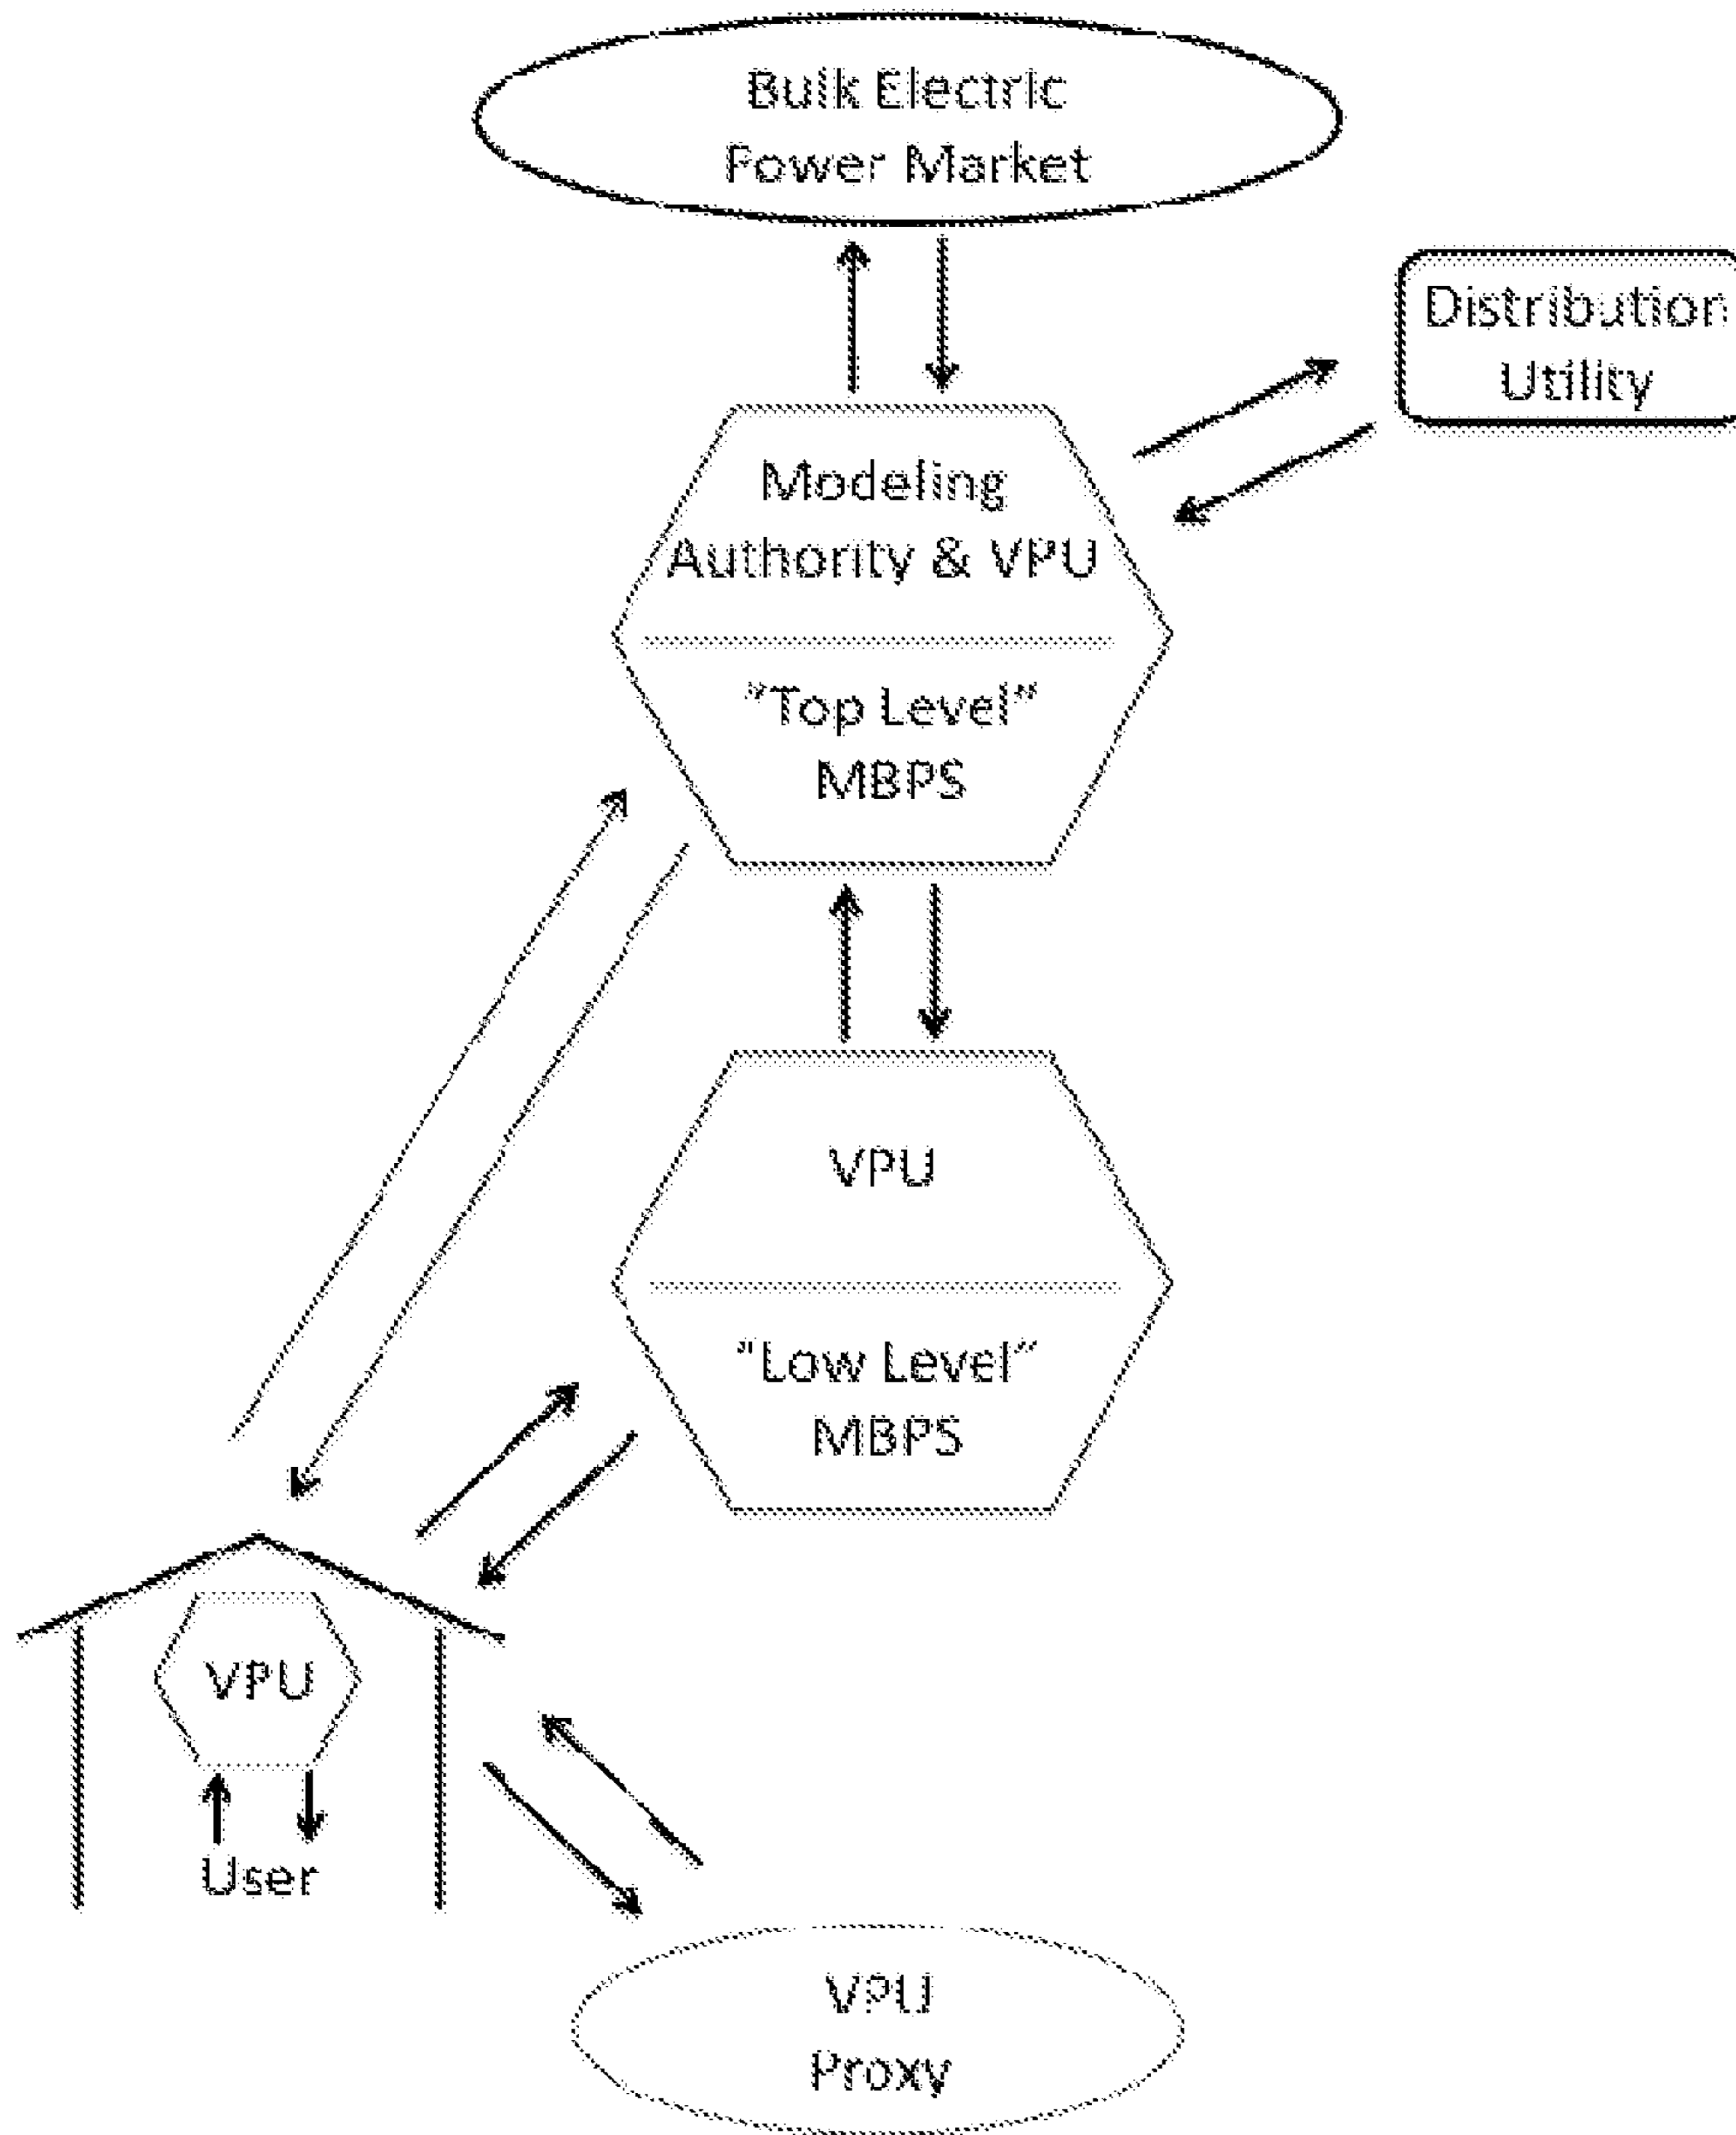 Bulk Electric
Power Market
Distribution
Utility
Modeling
Authority & VPU
"Top Level"
MBPS
VPU
"Low Level"
MBPS
VPU
User
VPU
Proxy